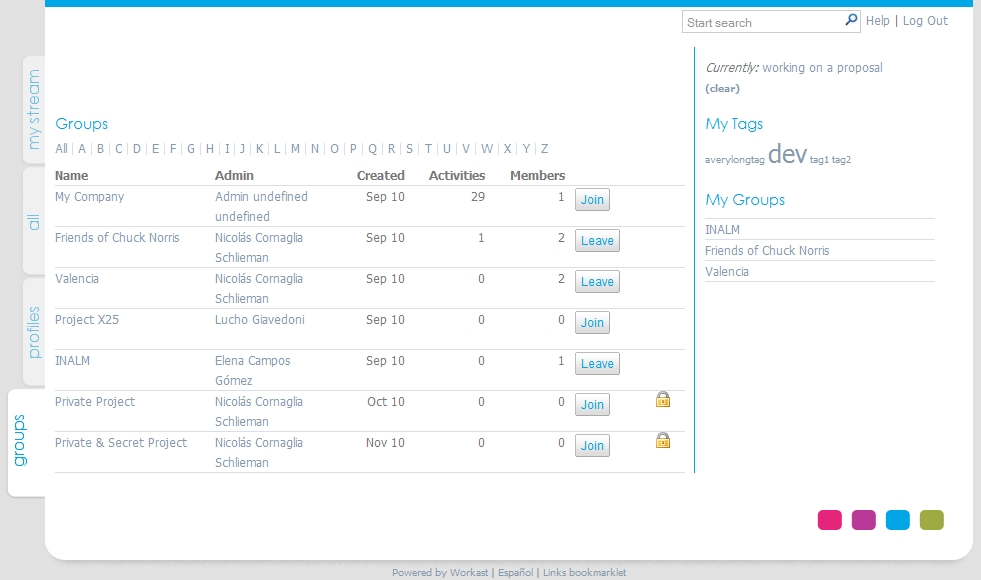 Start search Help | Log Out
my stream
all
profiles
groups
Groups
All | A | B | C | D | E | F | G | H | I | J | K | L | M | N | O | P | Q | R | S | T | U | V | W | X | Y | Z
Name Admin Created Activities Members
My Company Admin undefined Sep 10 29 1 Join
undefined
Friends of Chuck Norris Nicolás Cornaglia Sep 10 1 2 Leave
Schlieman
Valencia Nicolás Cornaglia Sep 10 0 2 Leave
Schlieman
Project X25 Lucho Giavedoni Sep 10 0 0 Join
INALM Elena Campos Sep 10 0 1 Leave
Gómez
Private Project Nicolás Cornaglia Oct 10 0 0 Join
Schlieman
Private & Secret Project Nicolás Cornaglia Nov 10 0 0 Join
Schlieman
Currently: working on a proposal
(clear)
My Tags
averylongtag dev tag1 tag2
My Groups
INALM
Friends of Chuck Norris
Valencia
Powered by Workast | Español | Links bookmarklet